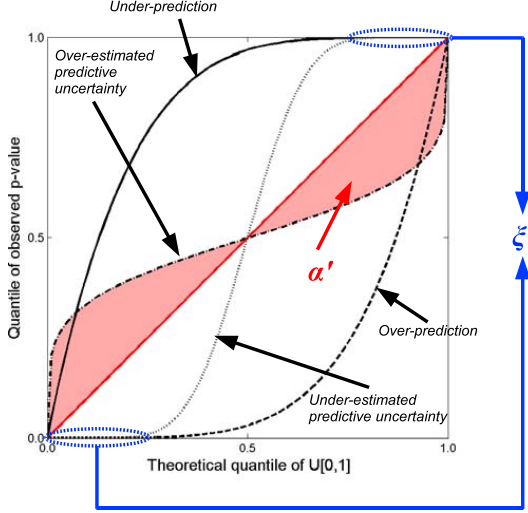 Under-prediction
1.0
Over-estimated
predictive
uncertainty
ξ
0.5
α'
Over-prediction
Under-estimated
predictive uncertainty
0.0
0.0
0.5
1.0
Theoretical quantile of U[0,1]
Quantile of observed p-value